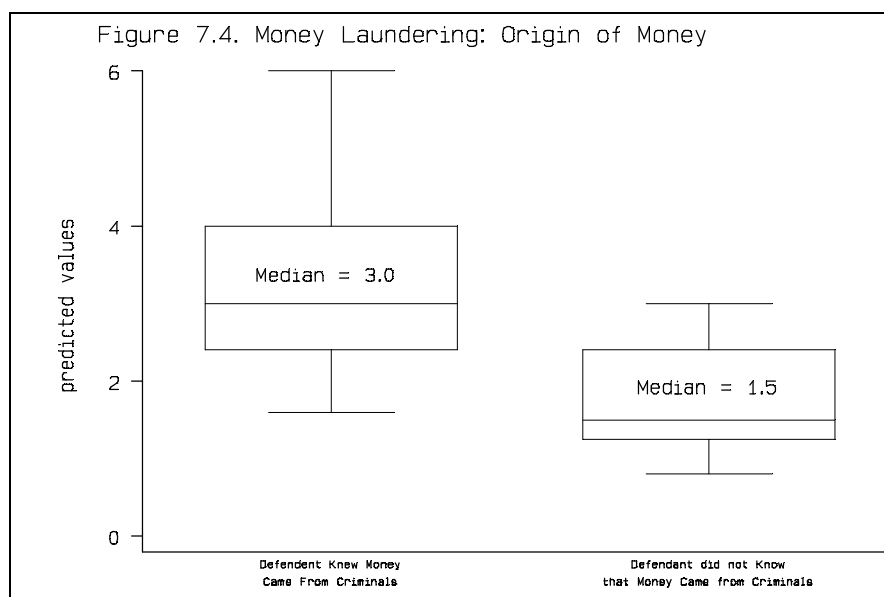 Figure 7.4. Money Laundering: Origin of Money
predicted values
6
4
2
0
Median = 3.0
Median = 1.5
Defendent Knew Money
Came From Criminals
Defendant did not Know
that Money Came from Criminals